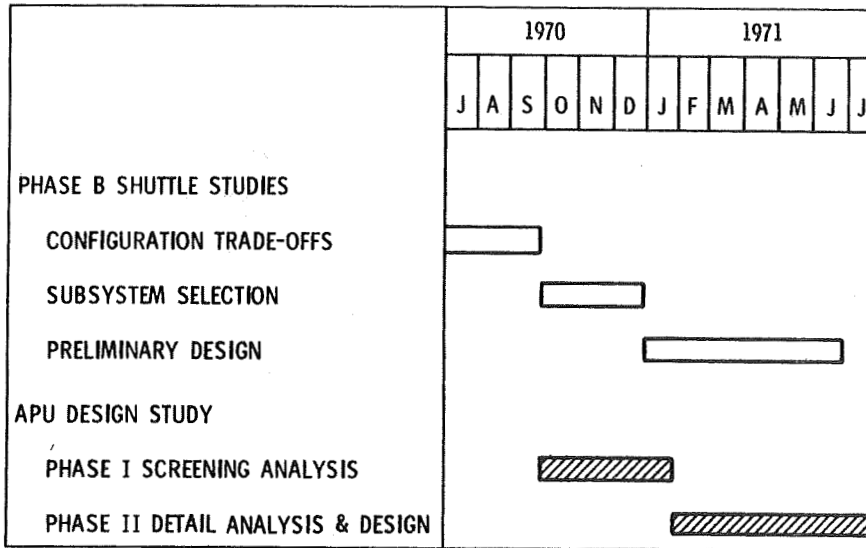 1970 1971
J A S O N D J F M A M J J
PHASE B SHUTTLE STUDIES
CONFIGURATION TRADE-OFFS
SUBSYSTEM SELECTION
PRELIMINARY DESIGN
APU DESIGN STUDY
PHASE I SCREENING ANALYSIS
PHASE II DETAIL ANALYSIS & DESIGN